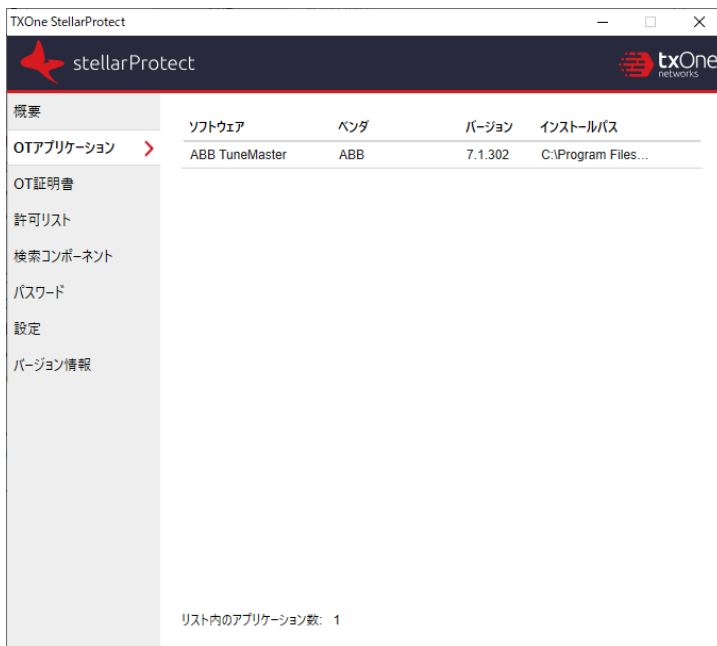 TXOne StellarProtect
stellarProtect
txOne
networks
概要
OTアプリケーション
OT証明書
許可リスト
検索コンポーネント
パスワード
設定
バージョン情報
ソフトウェア ベンダ バージョン インストールパス
ABB TuneMaster ABB 7.1.302 C:\Program Files...
リスト内のアプリケーション数: 1